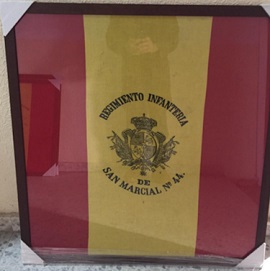 REGIMIENTO INFANTERIA
DE
SAN MARCIAL Nº 44.